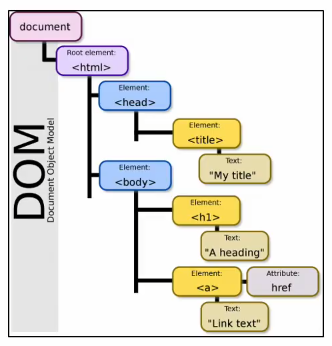 document
Root element:
<html>
Element:
<head>
Element:
<title>
Text:
"My title"
Element:
<body>
Element:
<h1>
Text:
"A heading"
Element:
<a>
Attribute:
href
Text:
"Link text"
DOM
Document Object Model